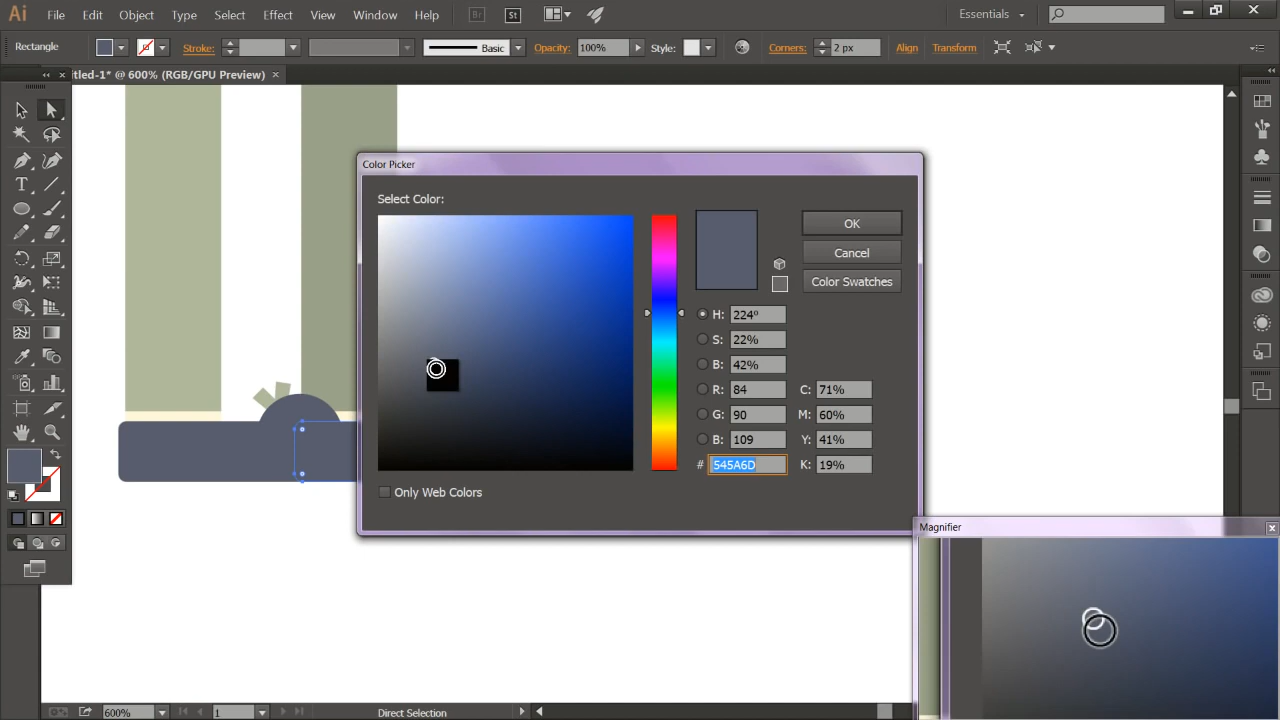 Ai File Edit Object Type Select Effect View Window Help Br St Essentials
Rectangle Stroke: Basic Opacity: 100% Style: Corners: 2 px Align Transform
itled-1* @ 600% (RGB/GPU Preview) ×
Color Picker
Select Color:
OK
Cancel
Color Swatches
H: 224º
S: 22%
B: 42%
R: 84 C: 71%
G: 90 M: 60%
B: 109 Y: 41%
# 545A6D K: 19%
Only Web Colors
Magnifier
600% 1 Direct Selection